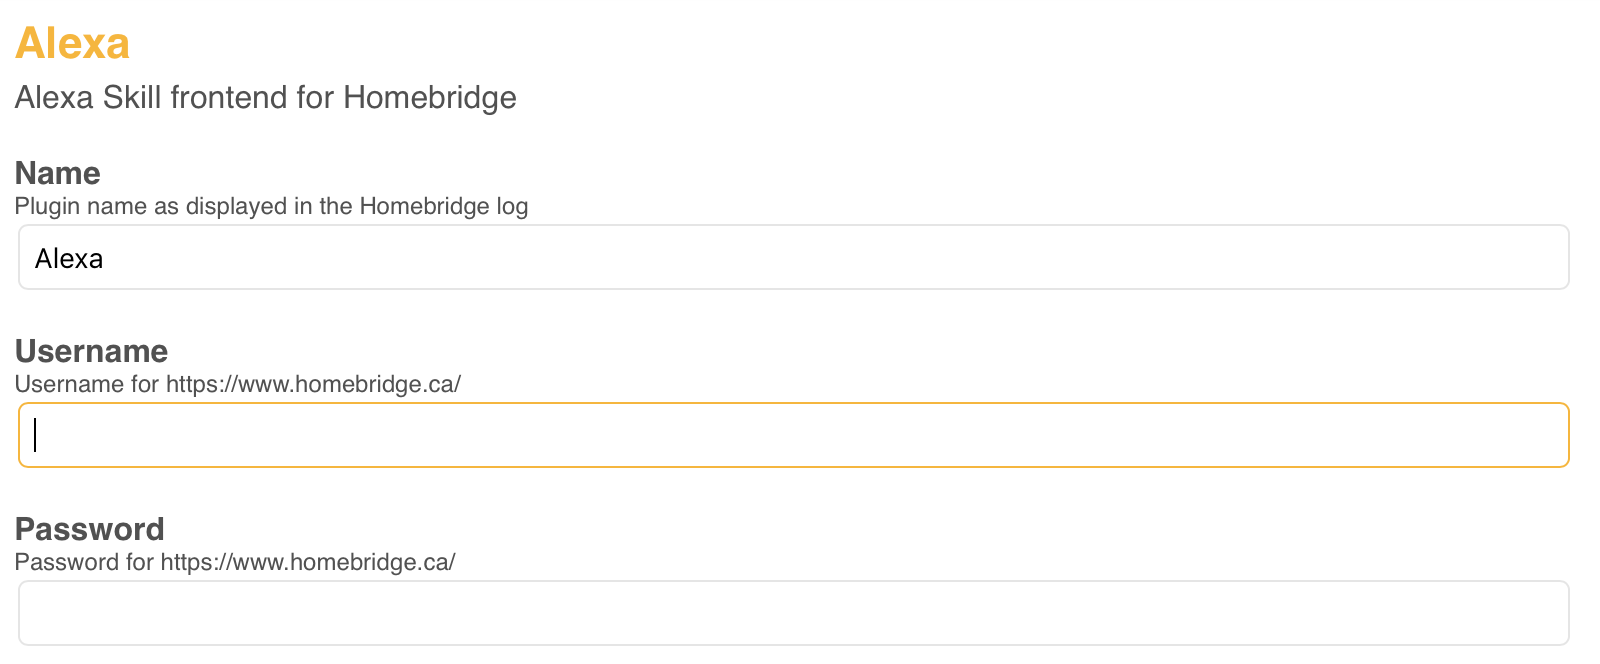 Alexa
Alexa Skill frontend for Homebridge
Name
Plugin name as displayed in the Homebridge log
Alexa
Username
Username for https://www.homebridge.ca/
Password
Password for https://www.homebridge.ca/